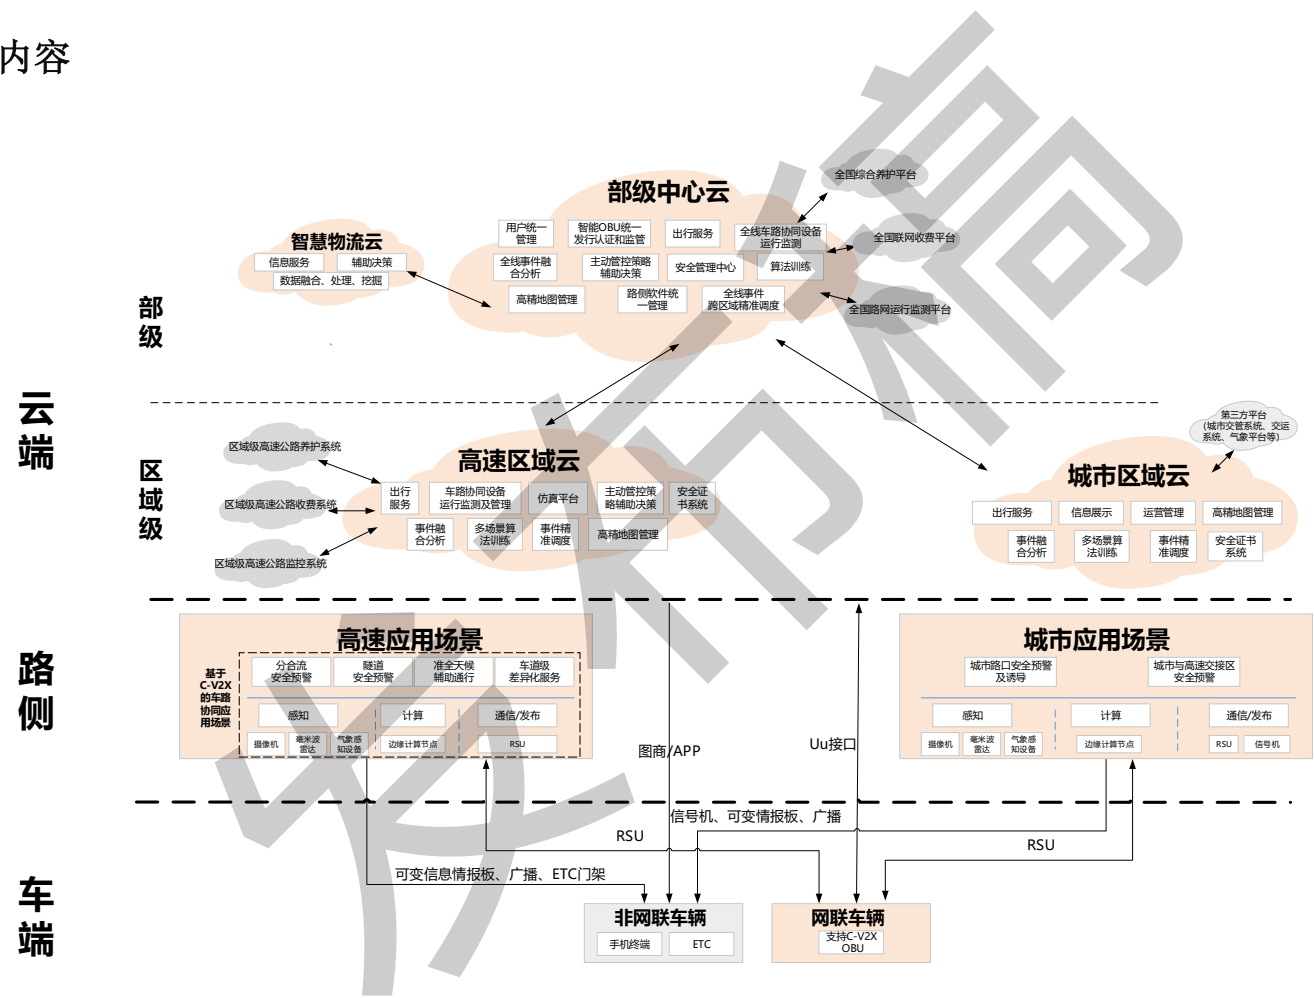 内容
部级中心云
用户统一
管理
智能OBU统一
发行认证和监管
出行服务
全线车路协同设备
运行监测
全线事件融
合分析
主动管控策略
辅助决策
安全管理中心
算法训练
高精地图管理
路侧软件统
一管理
全线事件
跨区域精准调度
全国综合养护平台
全国联网收费平台
全国路网运行监测平台
智慧物流云
信息服务
辅助决策
数据融合、处理、挖掘
部
级
云
端
区
域
级
区域级高速公路养护系统
区域级高速公路收费系统
区域级高速公路监控系统
高速区域云
出行
服务
车路协同设备
运行监测及管理
仿真平台
主动管控策
略辅助决策
安全证
书系统
事件融
合分析
多场景算
法训练
事件精
准调度
高精地图管理
第三方平台
（城市交管系统、交运
系统、气象平台等）
城市区域云
出行服务
信息展示
运营管理
高精地图管理
事件融
合分析
多场景算
法训练
事件精
准调度
安全证书
系统
路
侧
高速应用场景
基于
C-V2X
的车路
协同应
用场景
分合流
安全预警
隧道
安全预警
准全天候
辅助通行
车道级
差异化服务
感知
计算
通信/发布
摄像机
毫米波
雷达
气象感
知设备
边缘计算节点
RSU
城市应用场景
城市路口安全预警
及诱导
城市与高速交接区
安全预警
感知
计算
通信/发布
摄像机
毫米波
雷达
气象感
知设备
边缘计算节点
RSU
信号机
图商/APP
Uu接口
信号机、可变情报板、广播
RSU
RSU
可变信息情报板、广播、ETC门架
车
端
非网联车辆
手机终端
ETC
网联车辆
支持C-V2X
OBU
发布稿